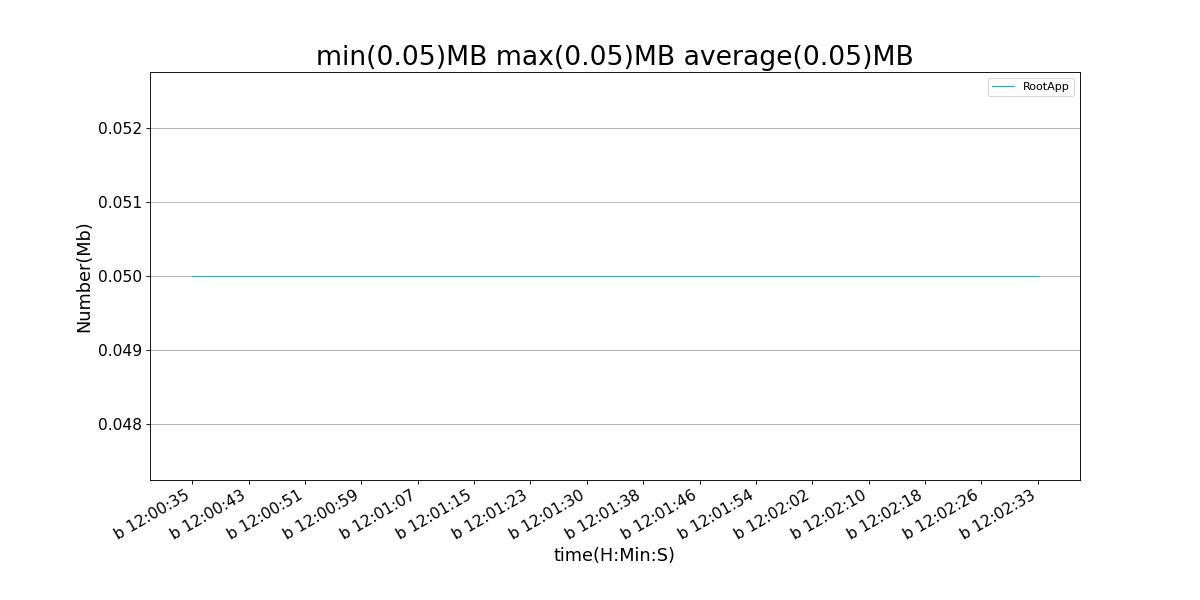 min(0.05)MB max(0.05)MB average(0.05)MB
RootApp
0.052
0.051
0.050
0.049
0.048
Number(Mb)
b 12:00:35
b 12:00:43
b 12:00:51
b 12:00:59
b 12:01:07
b 12:01:15
b 12:01:23
b 12:01:30
b 12:01:38
b 12:01:46
b 12:01:54
b 12:02:02
b 12:02:10
b 12:02:18
b 12:02:26
b 12:02:33
time(H:Min:S)